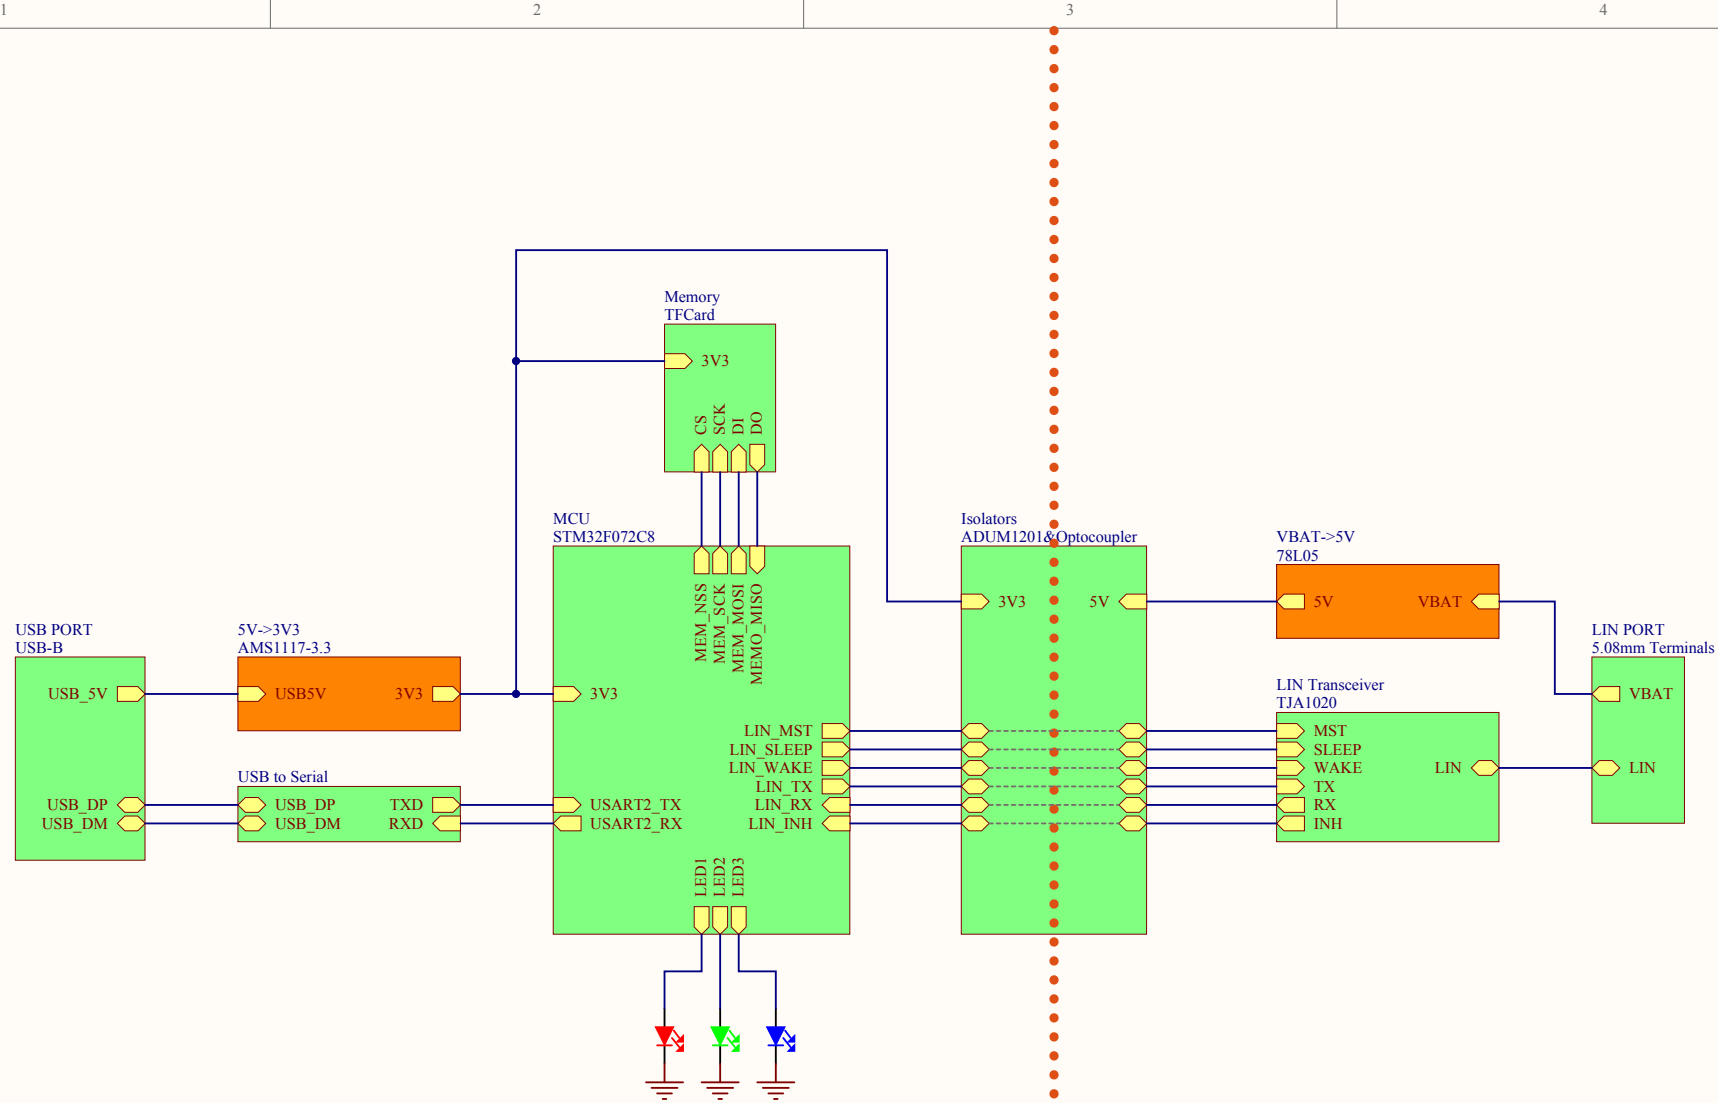 1
2
3
4
Memory
TFCard
3V3
CS
SCK
DI
DO
MCU
STM32F072C8
MEM_NSS
MEM_SCK
MEM_MOSI
MEMO_MISO
3V3
LIN_MST
LIN_SLEEP
LIN_WAKE
LIN_TX
USART2_TX
LIN_RX
USART2_RX
LIN_INH
LED1
LED2
LED3
USB PORT
USB-B
USB_5V
USB_DP
USB_DM
5V->3V3
AMS1117-3.3
USB5V
3V3
USB to Serial
USB_DP
TXD
USB_DM
RXD
Isolators
ADUM1201&Optocoupler
3V3
5V
VBAT->5V
78L05
5V
VBAT
LIN Transceiver
TJA1020
MST
SLEEP
WAKE
LIN
TX
RX
INH
LIN PORT
5.08mm Terminals
VBAT
LIN